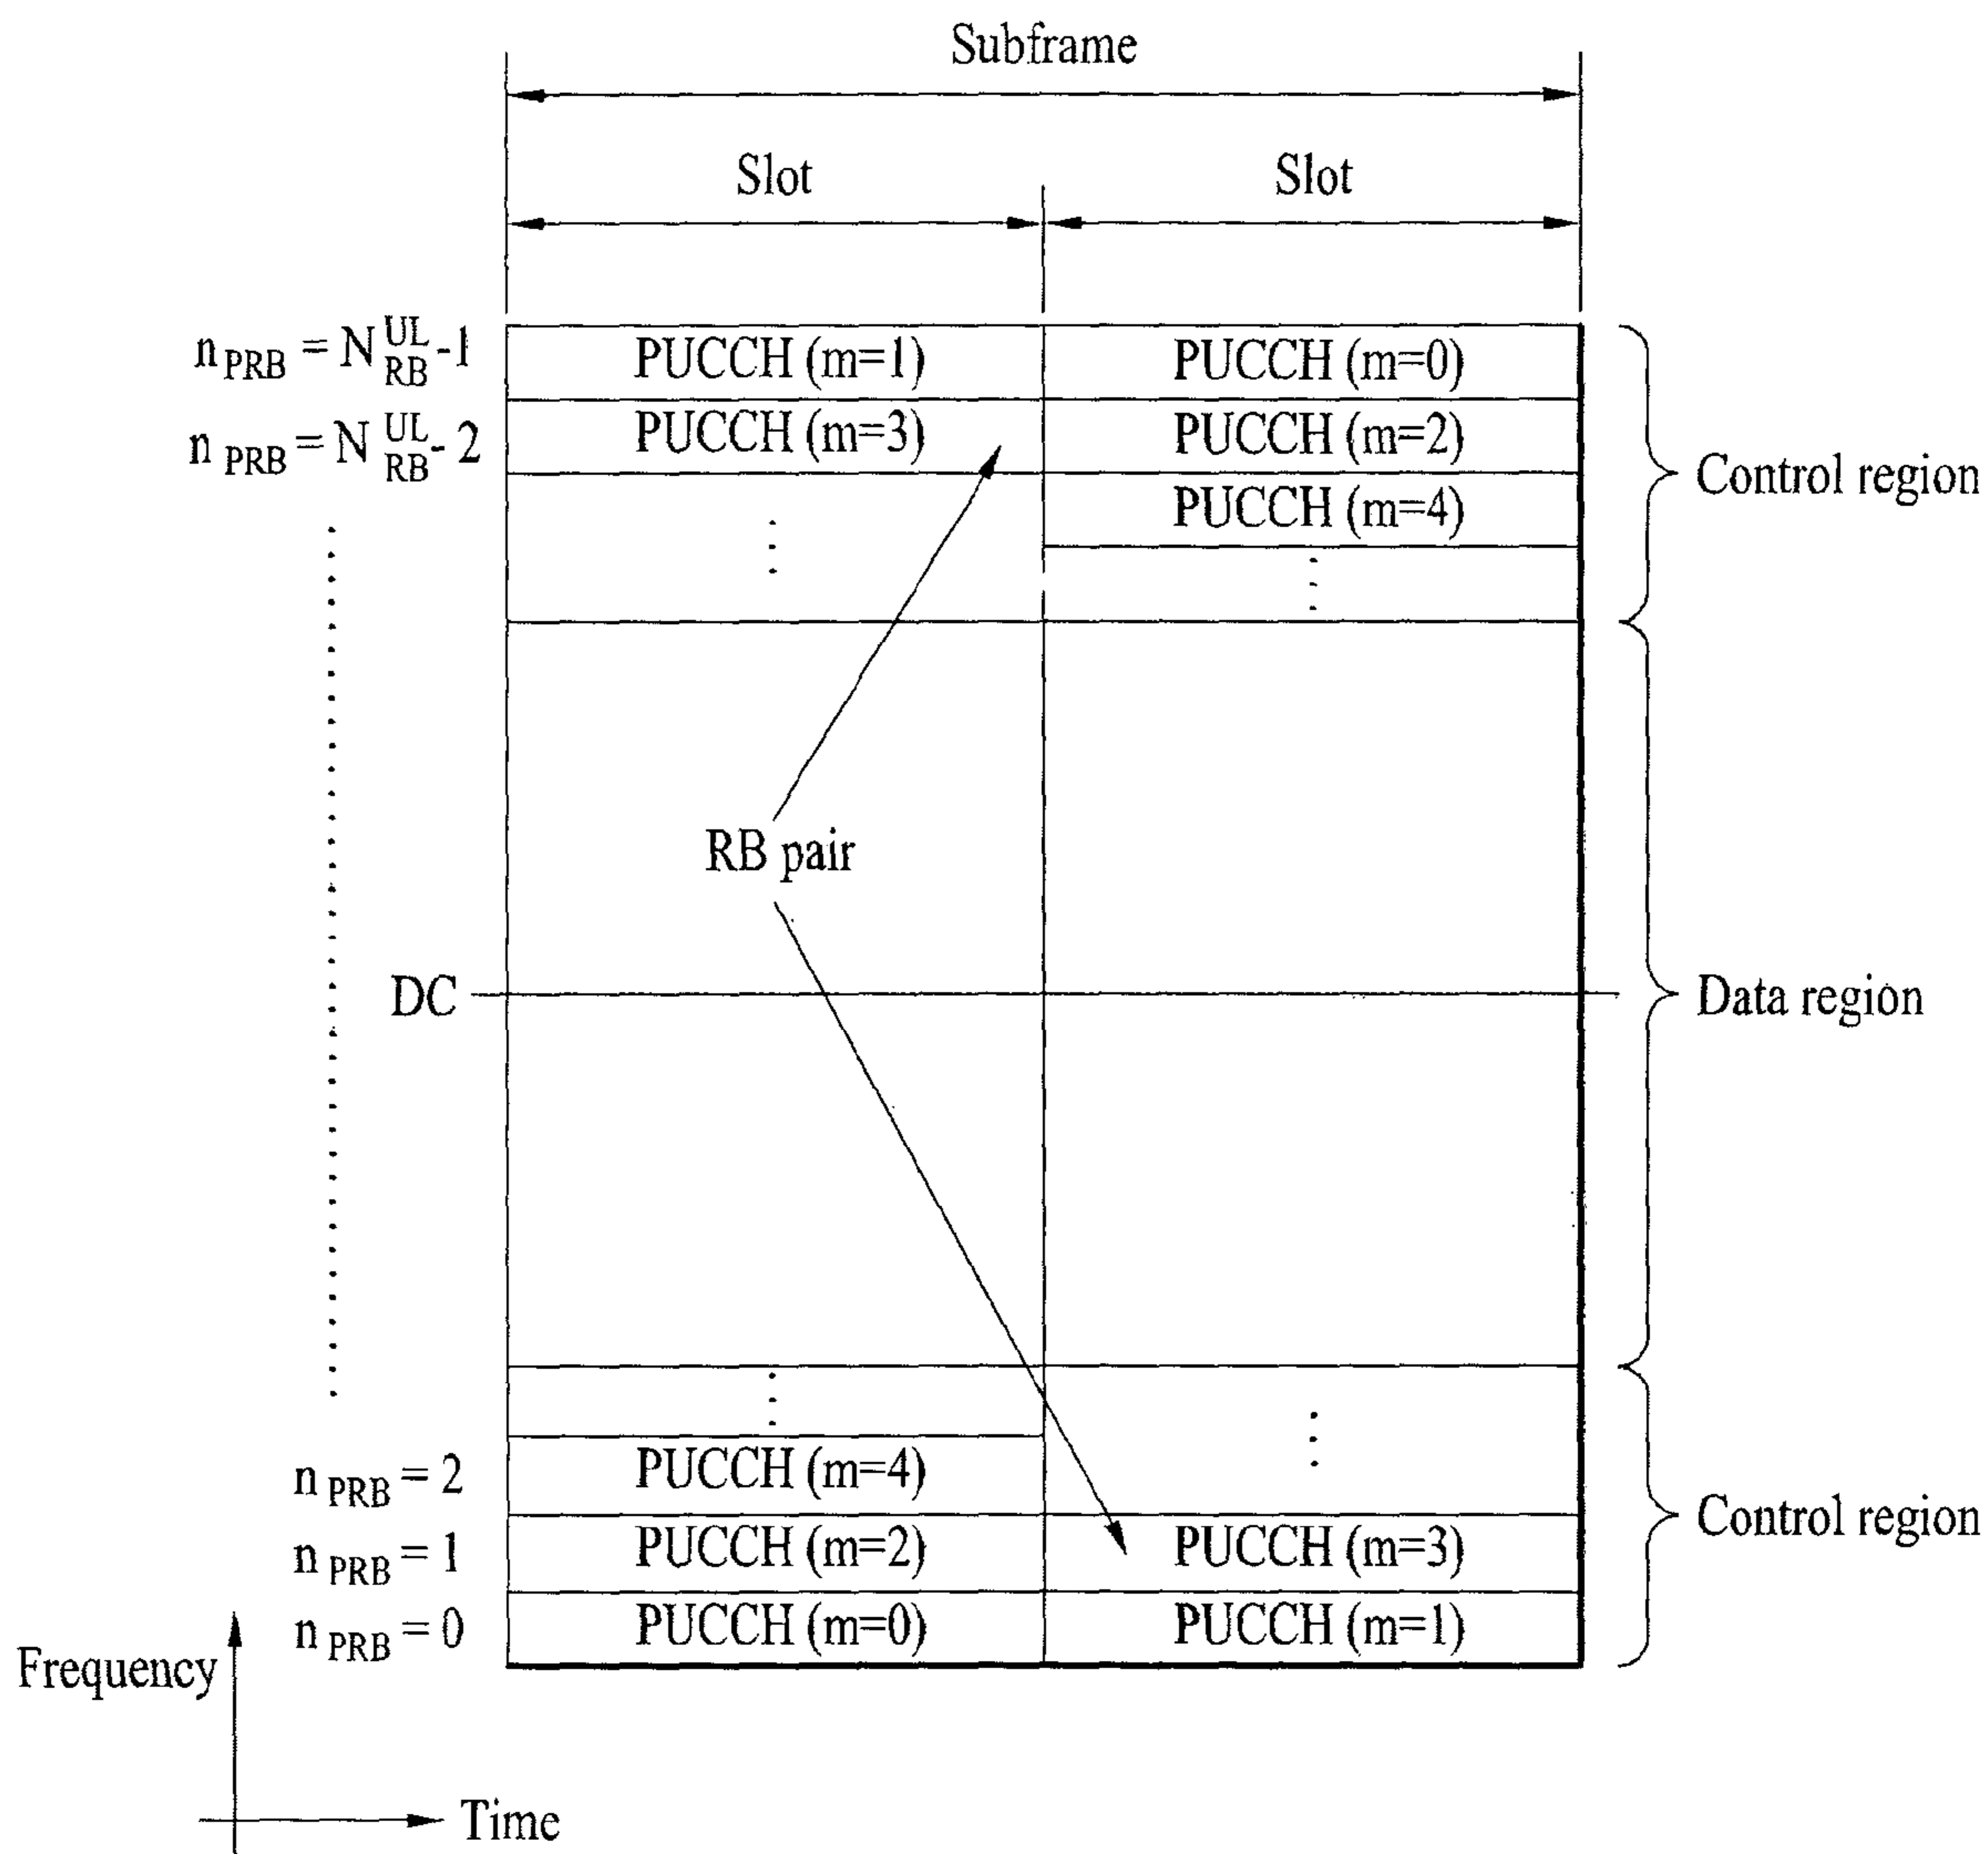 Subframe
Slot Slot
n PRB = N UL RB -1 PUCCH (m=1) PUCCH (m=0)
n PRB = N UL RB - 2 PUCCH (m=3) PUCCH (m=2)
PUCCH (m=4)
Control region
RB pair
DC
Data region
n PRB = 2 PUCCH (m=4)
n PRB = 1 PUCCH (m=2) PUCCH (m=3)
Control region
n PRB = 0 PUCCH (m=0) PUCCH (m=1)
Frequency
Time